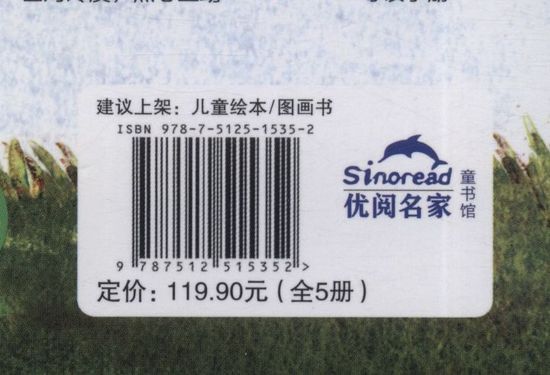 建议上架：儿童绘本/图画书
ISBN 978-7-5125-1535-2
9 787512 515352>
定价：119.90元（全5册）
Sinoread
优阅名家
童书馆